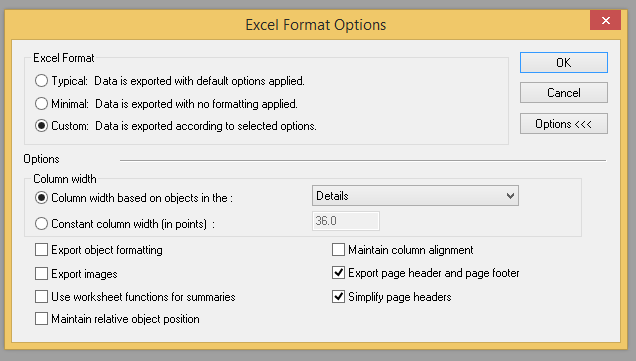 Excel Format Options
x
Excel Format
Typical: Data is exported with default options applied.
Minimal: Data is exported with no formatting applied.
Custom: Data is exported according to selected options.
OK
Cancel
Options <<<
Options
Column width
Column width based on objects in the :
Details
Constant column width (in points) :
36.0
Export object formatting
Maintain column alignment
Export images
Export page header and page footer
Use worksheet functions for summaries
Simplify page headers
Maintain relative object position